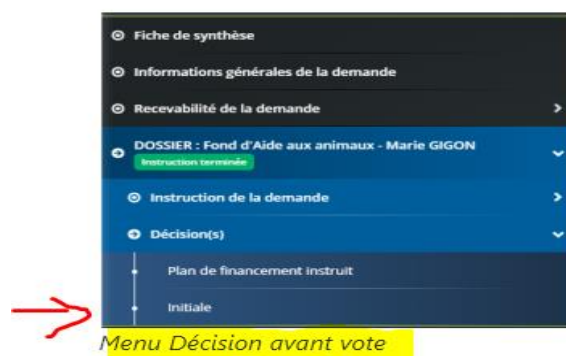 Fiche de synthèse
Informations générales de la demande
Recevabilité de la demande
DOSSIER : Fond d'Aide aux animaux - Marie GIGON
Instruction terminée
Instruction de la demande
Décision(s)
Plan de financement instruit
Initiale
Menu Décision avant vote